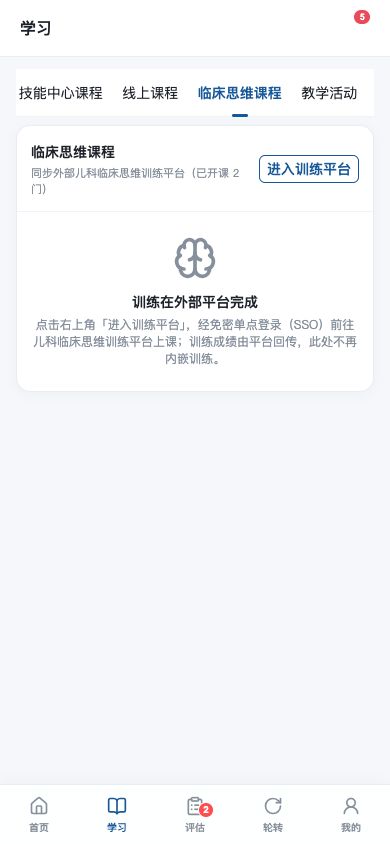 学习
5
技能中心课程 线上课程 临床思维课程 教学活动
临床思维课程
同步外部儿科临床思维训练平台（已开课 2
门）
进入训练平台
训练在外部平台完成
点击右上角「进入训练平台」，经免密单点登录（SSO）前往
儿科临床思维训练平台上课；训练成绩由平台回传，此处不再
内嵌训练。
2
首页 学习 评估 轮转 我的